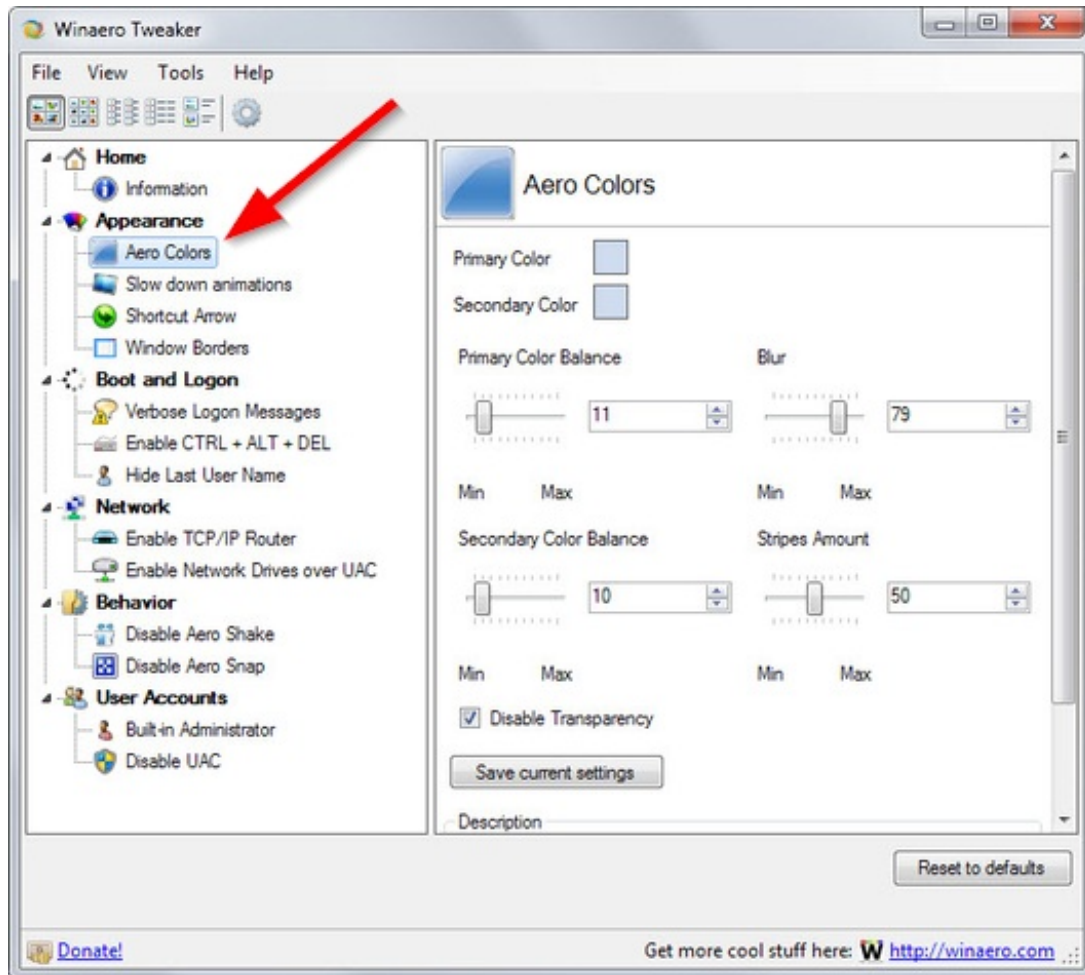 Winaero Tweaker
File View Tools Help
Home
Information
Appearance
Aero Colors
Slow down animations
Shortcut Arrow
Window Borders
Boot and Logon
Verbose Logon Messages
Enable CTRL + ALT + DEL
Hide Last User Name
Network
Enable TCP/IP Router
Enable Network Drives over UAC
Behavior
Disable Aero Shake
Disable Aero Snap
User Accounts
Built-in Administrator
Disable UAC
Aero Colors
Primary Color
Secondary Color
Primary Color Balance Blur
11 79
Min Max Min Max
Secondary Color Balance Stripes Amount
10 50
Min Max Min Max
Disable Transparency
Save current settings
Description
Reset to defaults
Donate! Get more cool stuff here: W http://winaero.com